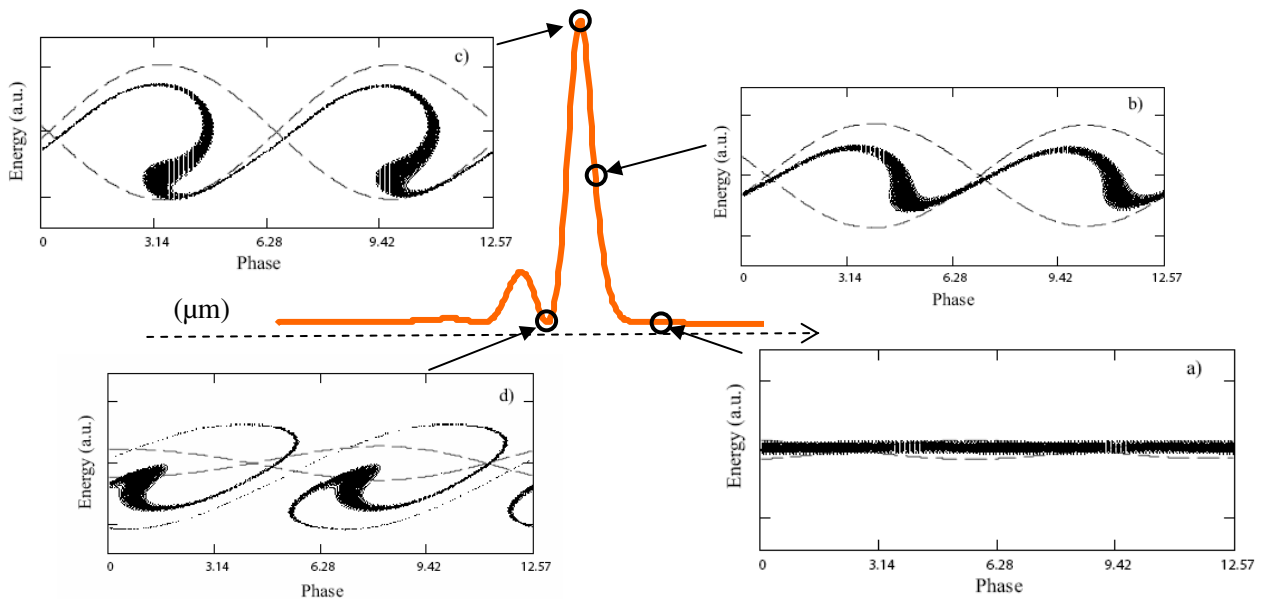 c)
Energy (a.u.)
0 3.14 6.28 9.42 12.57
Phase
b)
Energy (a.u.)
0 3.14 6.28 9.42 12.57
Phase
(μm)
d)
Energy (a.u.)
0 3.14 6.28 9.42 12.57
Phase
a)
Energy (a.u.)
0 3.14 6.28 9.42 12.57
Phase